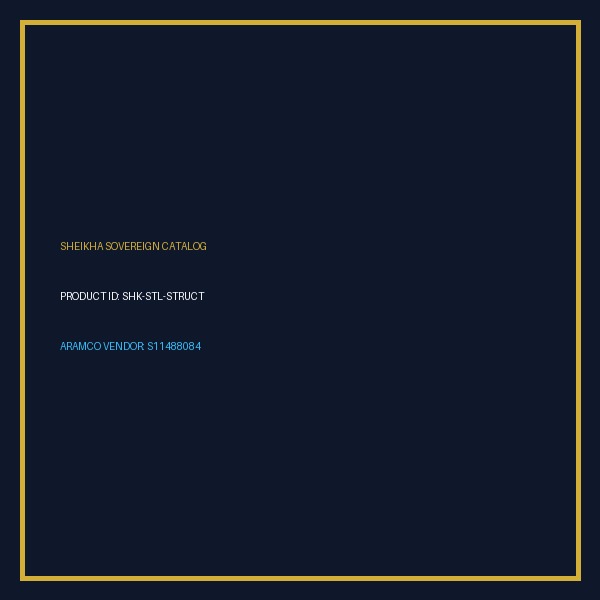 SHEIKHA SOVEREIGN CATALOG
PRODUCT ID: SHK-STL-STRUCT
ARAMCO VENDOR: S11488084